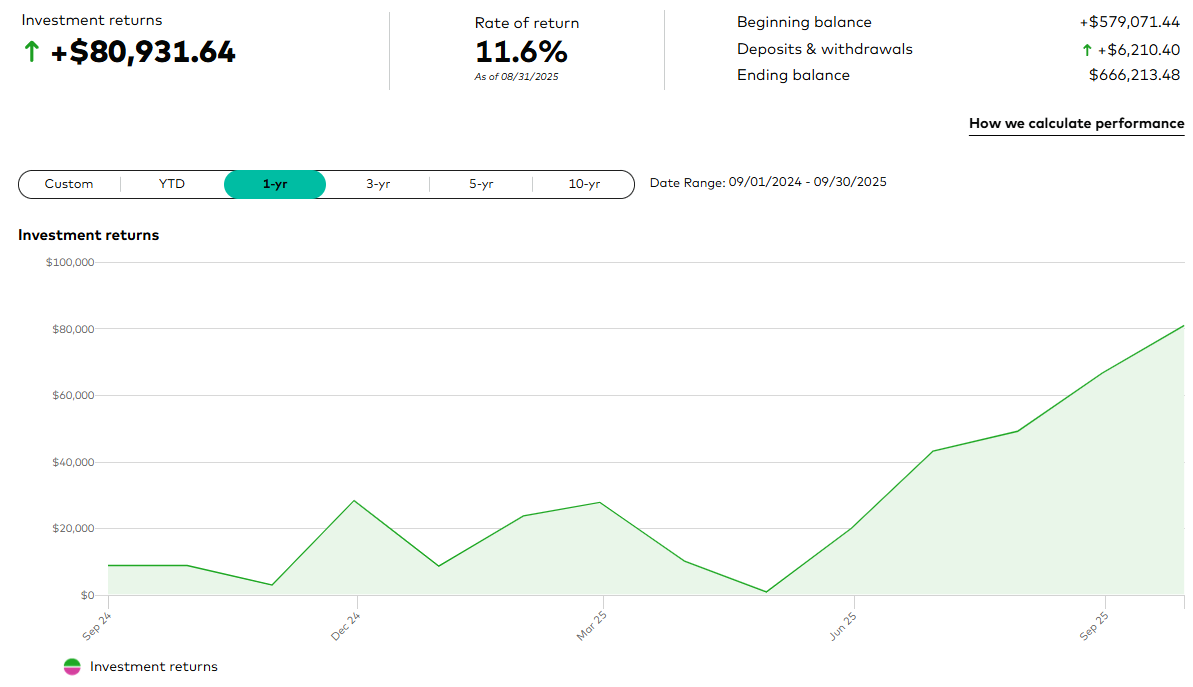 Investment returns
+$80,931.64
Rate of return
11.6%
As of 08/31/2025
Beginning balance +$579,071.44
Deposits & withdrawals +$6,210.40
Ending balance $666,213.48
How we calculate performance
Custom YTD 1-yr 3-yr 5-yr 10-yr Date Range: 09/01/2024 - 09/30/2025
Investment returns
$100,000
$80,000
$60,000
$40,000
$20,000
$0
Sep 24 Dec 24 Mar 25 Jun 25 Sep 25
Investment returns